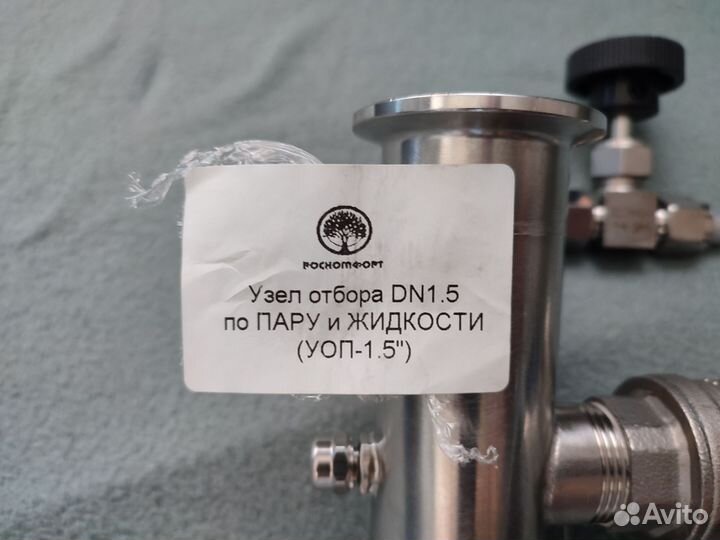 РОСКОМФОРТ
Узел отбора DN1.5
по ПАРУ и ЖИДКОСТИ
(УОП-1.5")
Avito